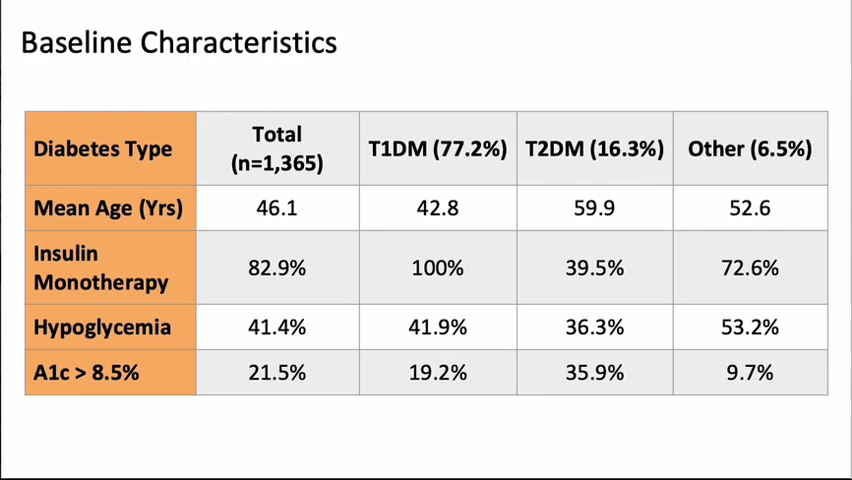 Baseline Characteristics
Diabetes Type Total (n=1,365) T1DM (77.2%) T2DM (16.3%) Other (6.5%)
Mean Age (Yrs) 46.1 42.8 59.9 52.6
Insulin Monotherapy 82.9% 100% 39.5% 72.6%
Hypoglycemia 41.4% 41.9% 36.3% 53.2%
A1c > 8.5% 21.5% 19.2% 35.9% 9.7%